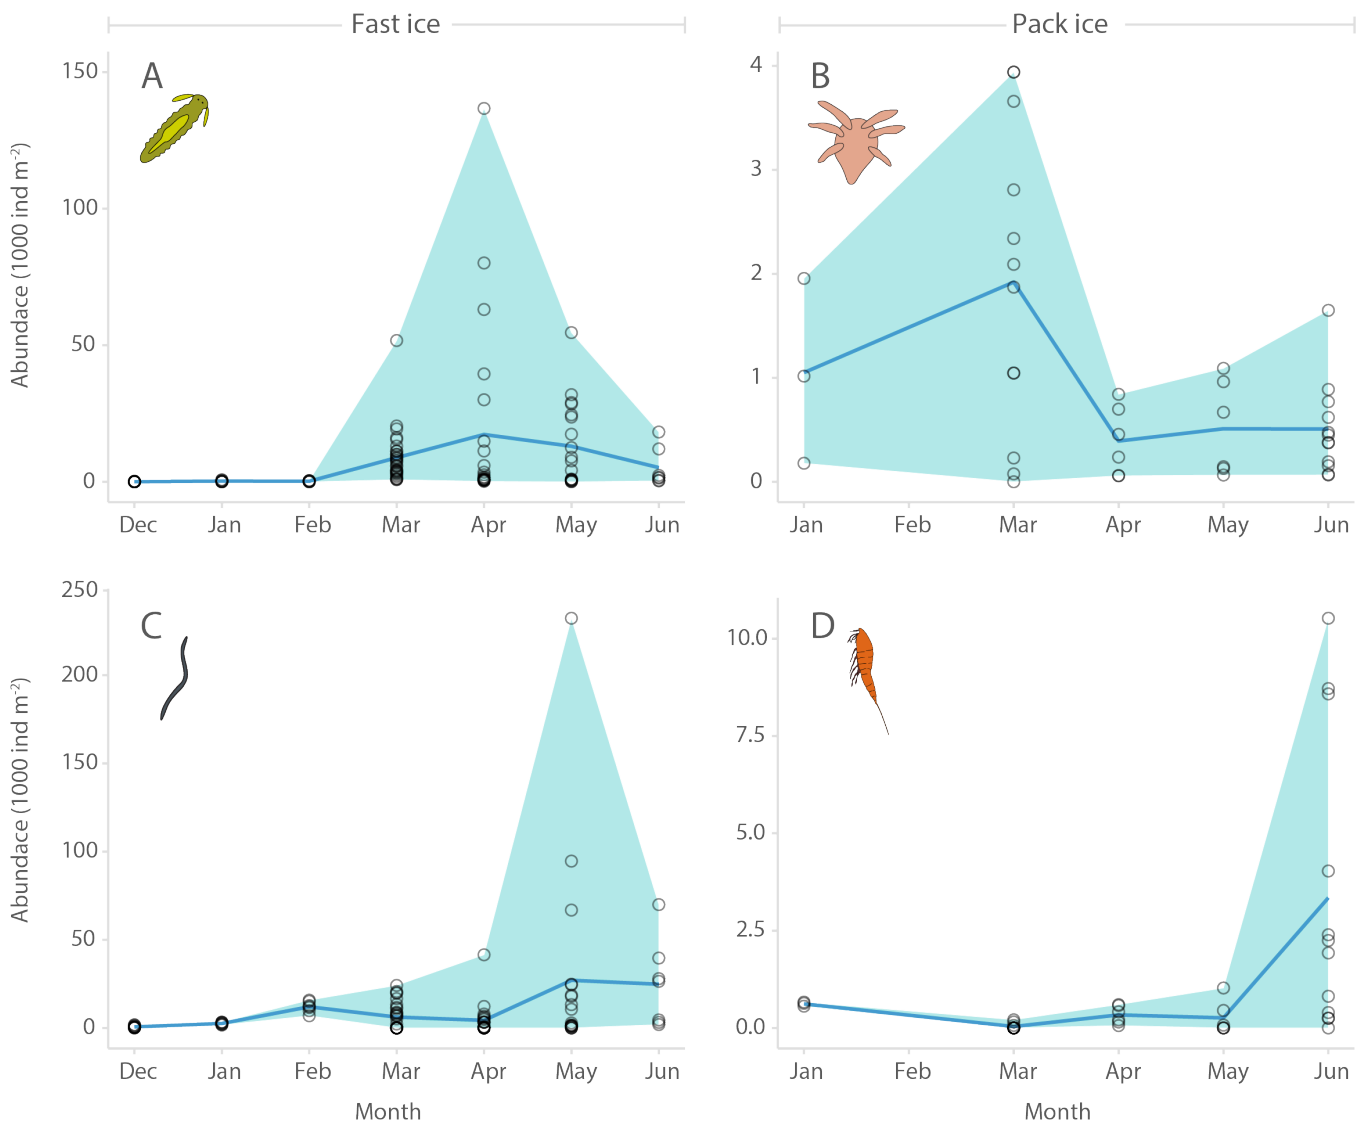 Fast ice
Pack ice
A
150
100
50
0
Abundace (1000 ind m-2)
Dec Jan Feb Mar Apr May Jun
B
4
3
2
1
0
Jan Feb Mar Apr May Jun
C
250
200
150
100
50
0
Abundace (1000 ind m-2)
Dec Jan Feb Mar Apr May Jun
Month
D
10.0
7.5
5.0
2.5
0.0
Jan Feb Mar Apr May Jun
Month